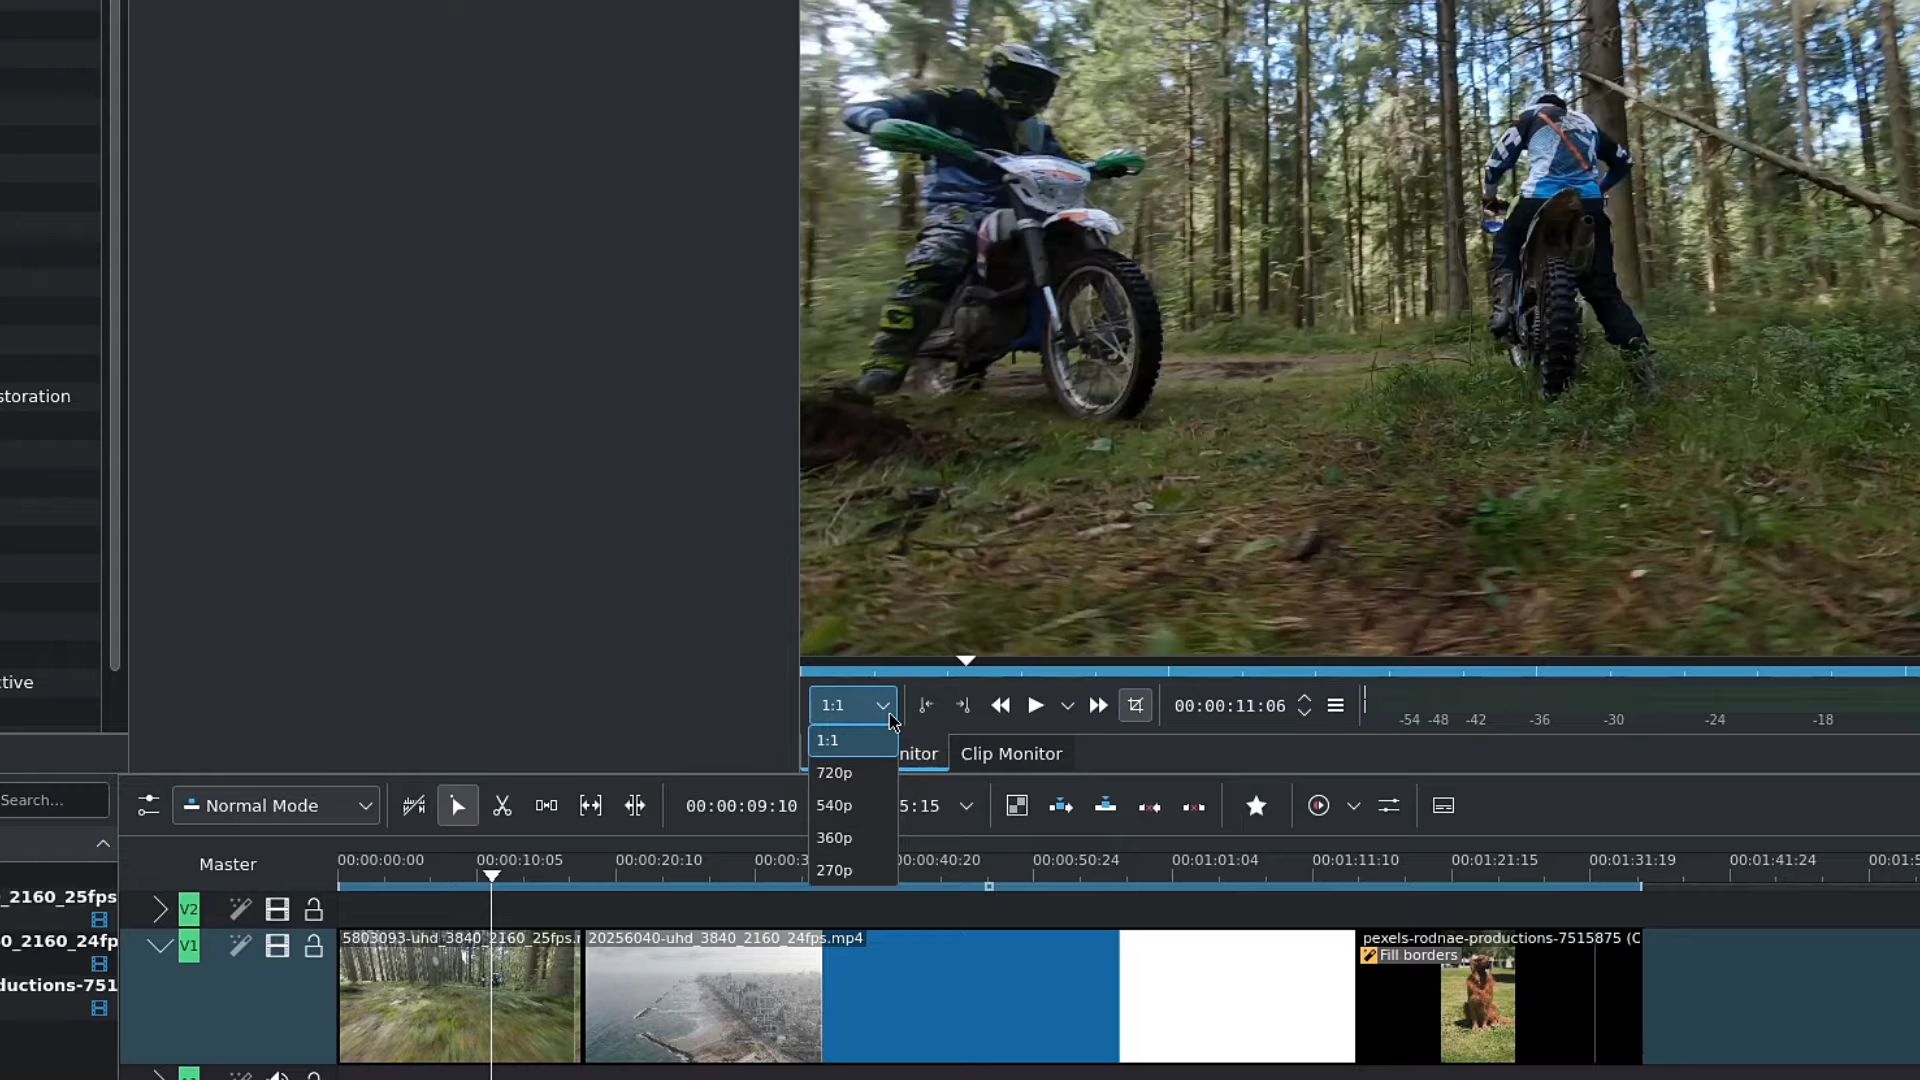 storation
tive
1:1
00:00:11:06
-54 -48 -42 -36 -30 -24 -18
1:1
nitor
Clip Monitor
720p
540p
360p
270p
Search...
Normal Mode
00:00:09:10
5:15
Master
00:00:00:00
00:00:10:05
00:00:20:10
00:00:3
00:00:40:20
00:00:50:24
00:01:01:04
00:01:11:10
00:01:21:15
00:01:31:19
00:01:41:24
00:01:5
_2160_25fps
V2
0_2160_24fp
V1
5803093-uhd_3840_2160_25fps.r
20256040-uhd_3840_2160_24fps.mp4
pexels-rodnae-productions-7515875 (C
Fill borders
ductions-751